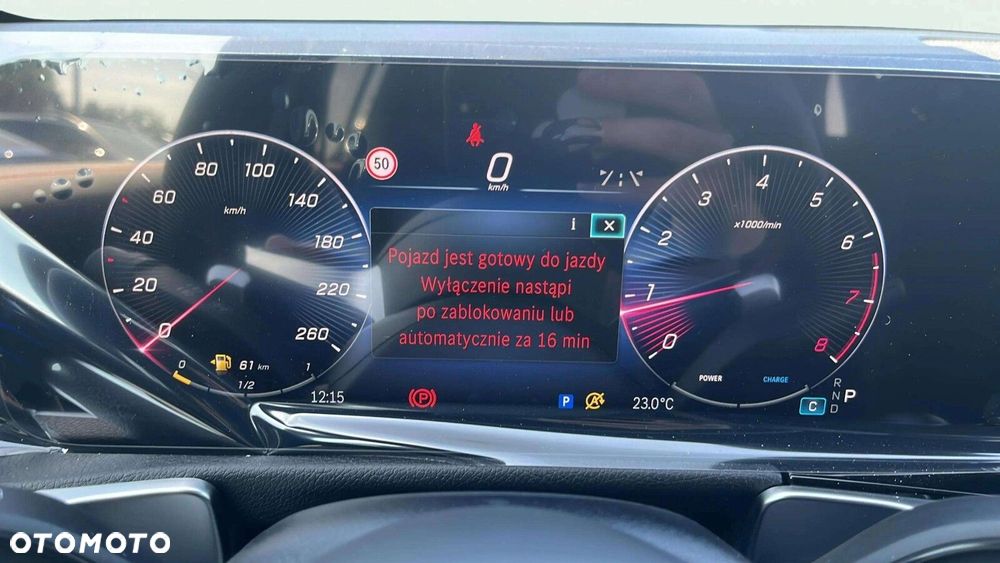 50
0
km/h
i
Pojazd jest gotowy do jazdy
Wyłączenie nastąpi
po zablokowaniu lub
automatycznie za 16 min
0
20
40
60
80
100
140
180
220
260
km/h
0
1/2
1
61 km
12:15
P
P
A
23.0°C
0
1
2
3
4
5
6
7
8
x1000/min
POWER
CHARGE
C
R
N
D
P
OTOMOTO